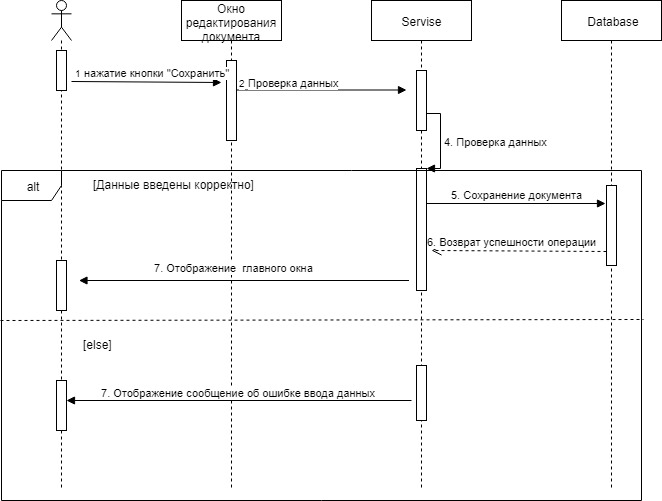 Окно
редактирования
документа
Servise
Database
1 нажатие кнопки "Сохранить"
2 Проверка данных
4. Проверка данных
alt
[Данные введены корректно]
5. Сохранение документа
6. Возврат успешности операции
7. Отображение главного окна
[else]
7. Отображение сообщение об ошибке ввода данных